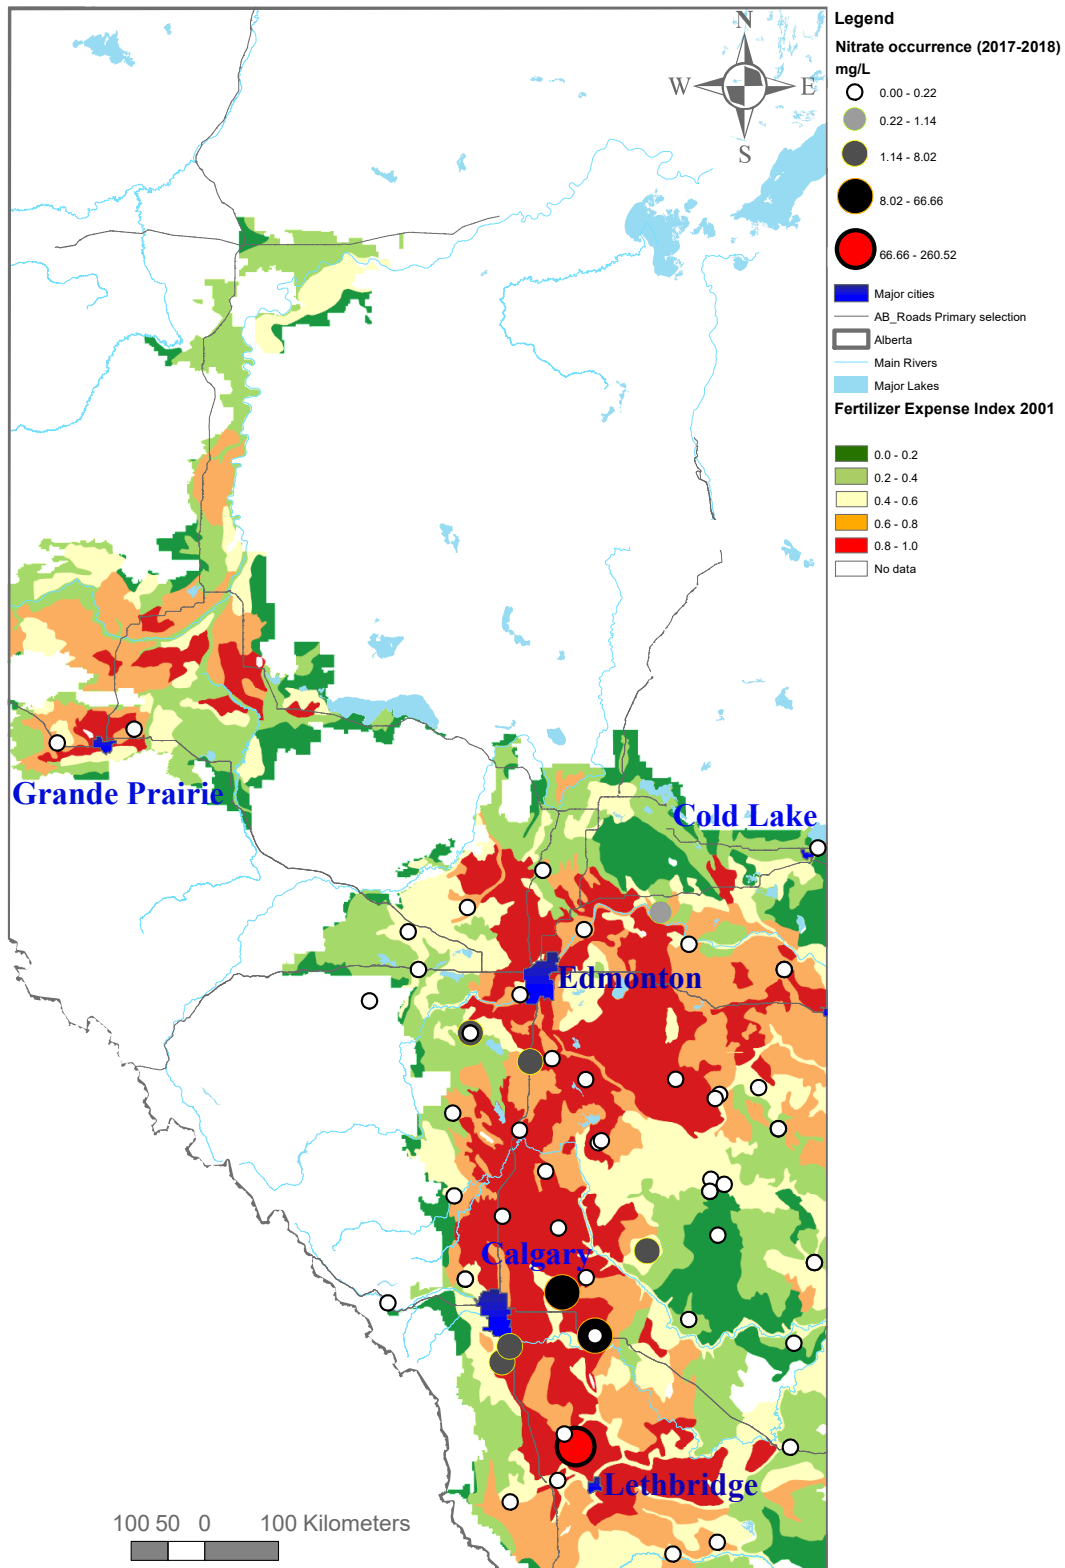 Legend
Nitrate occurrence (2017-2018)
mg/L
0.00 - 0.22
0.22 - 1.14
1.14 - 8.02
8.02 - 66.66
66.66 - 260.52
Major cities
AB_Roads Primary selection
Alberta
Main Rivers
Major Lakes
Fertilizer Expense Index 2001
0.0 - 0.2
0.2 - 0.4
0.4 - 0.6
0.6 - 0.8
0.8 - 1.0
No data
N
W
E
S
Grande Prairie
Cold Lake
Edmonton
Calgary
Lethbridge
100 50 0 100 Kilometers